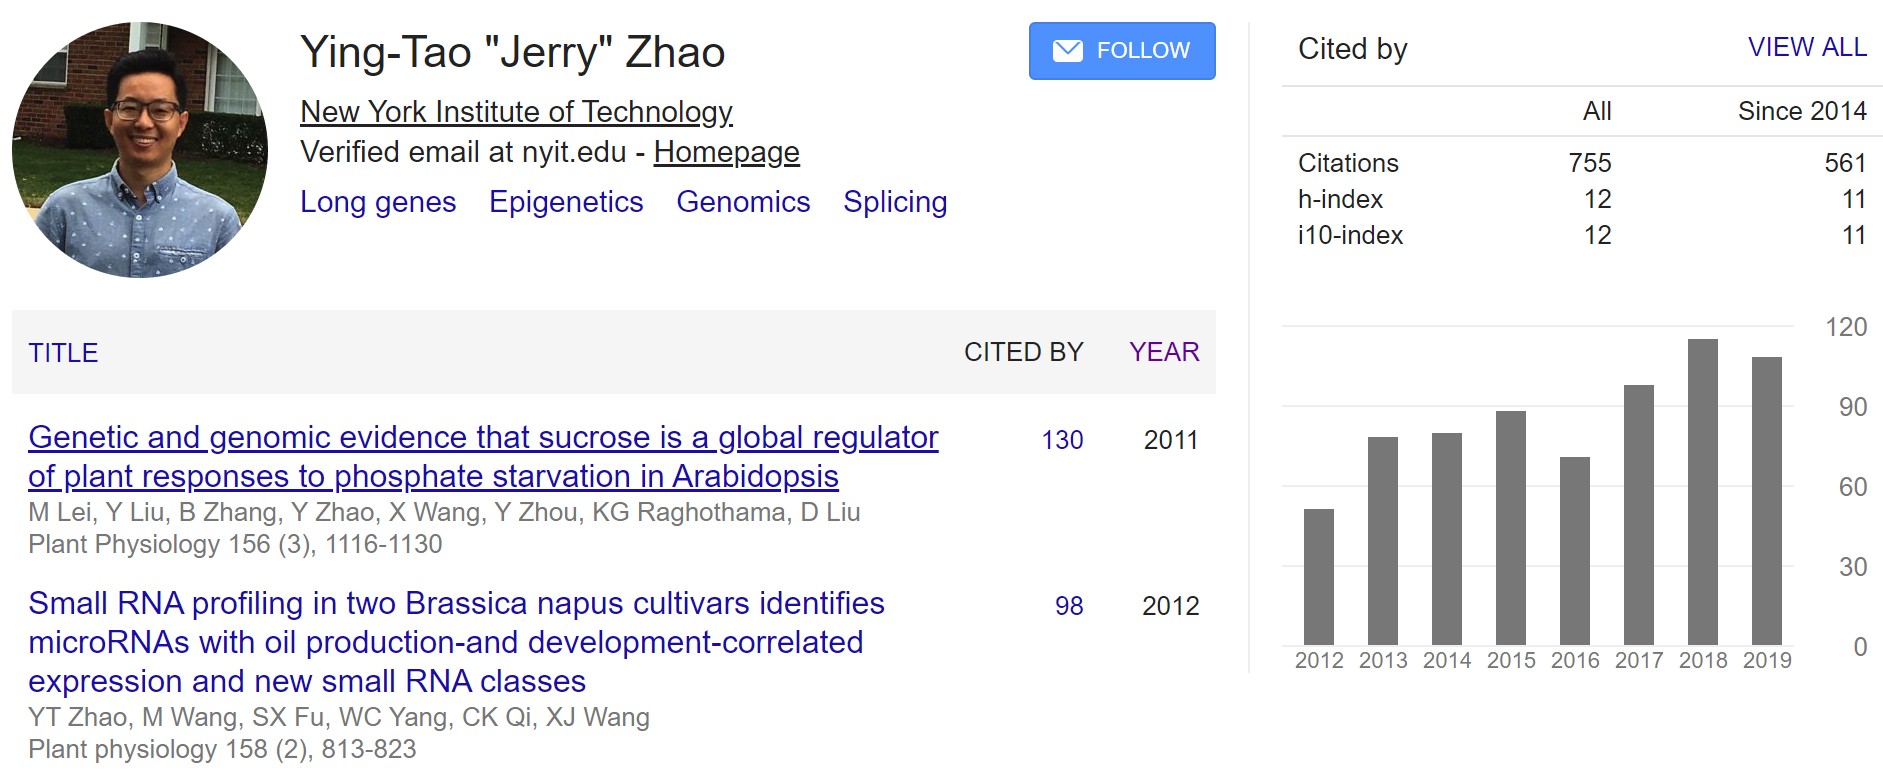 Ying-Tao "Jerry" Zhao
FOLLOW
New York Institute of Technology
Verified email at nyit.edu - Homepage
Long genes Epigenetics Genomics Splicing
TITLE CITED BY YEAR
Genetic and genomic evidence that sucrose is a global regulator 130 2011
of plant responses to phosphate starvation in Arabidopsis
M Lei, Y Liu, B Zhang, Y Zhao, X Wang, Y Zhou, KG Raghothama, D Liu
Plant Physiology 156 (3), 1116-1130
Small RNA profiling in two Brassica napus cultivars identifies 98 2012
microRNAs with oil production-and development-correlated
expression and new small RNA classes
YT Zhao, M Wang, SX Fu, WC Yang, CK Qi, XJ Wang
Plant physiology 158 (2), 813-823
Cited by VIEW ALL
All Since 2014
Citations 755 561
h-index 12 11
i10-index 12 11
120
90
60
30
0
2012 2013 2014 2015 2016 2017 2018 2019